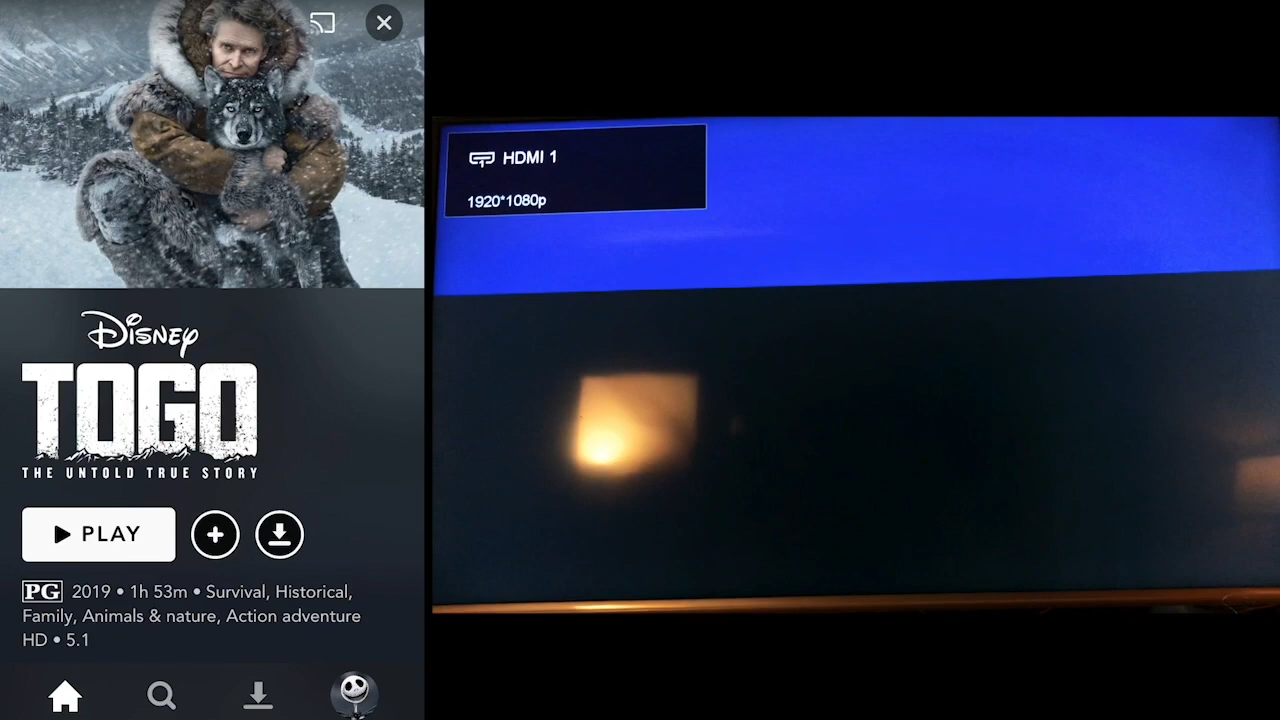 DISNEY
TOGO
THE UNTOLD TRUE STORY
PLAY
PG 2019 • 1h 53m • Survival, Historical,
Family, Animals & nature, Action adventure
HD • 5.1
HDMI 1
1920*1080p